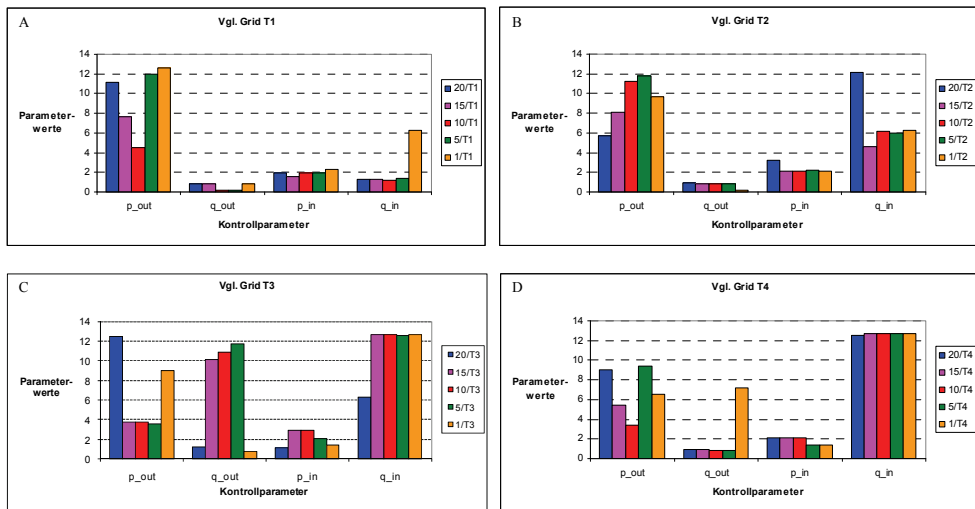 A
Vgl. Grid T1
14
12
10
8
6
4
2
0
Parameter-
werte
p_out
q_out
p_in
q_in
Kontrollparameter
20/T1
15/T1
10/T1
5/T1
1/T1
B
Vgl. Grid T2
14
12
10
8
6
4
2
0
Parameter-
werte
p_out
q_out
p_in
q_in
Kontrollparameter
20/T2
15/T2
10/T2
5/T2
1/T2
C
Vgl. Grid T3
14
12
10
8
6
4
2
0
Parameter-
werte
p_out
q_out
p_in
q_in
Kontrollparameter
20/T3
15/T3
10/T3
5/T3
1/T3
D
Vgl. Grid T4
14
12
10
8
6
4
2
0
Parameter-
werte
p_out
q_out
p_in
q_in
Kontrollparameter
20/T4
15/T4
10/T4
5/T4
1/T4